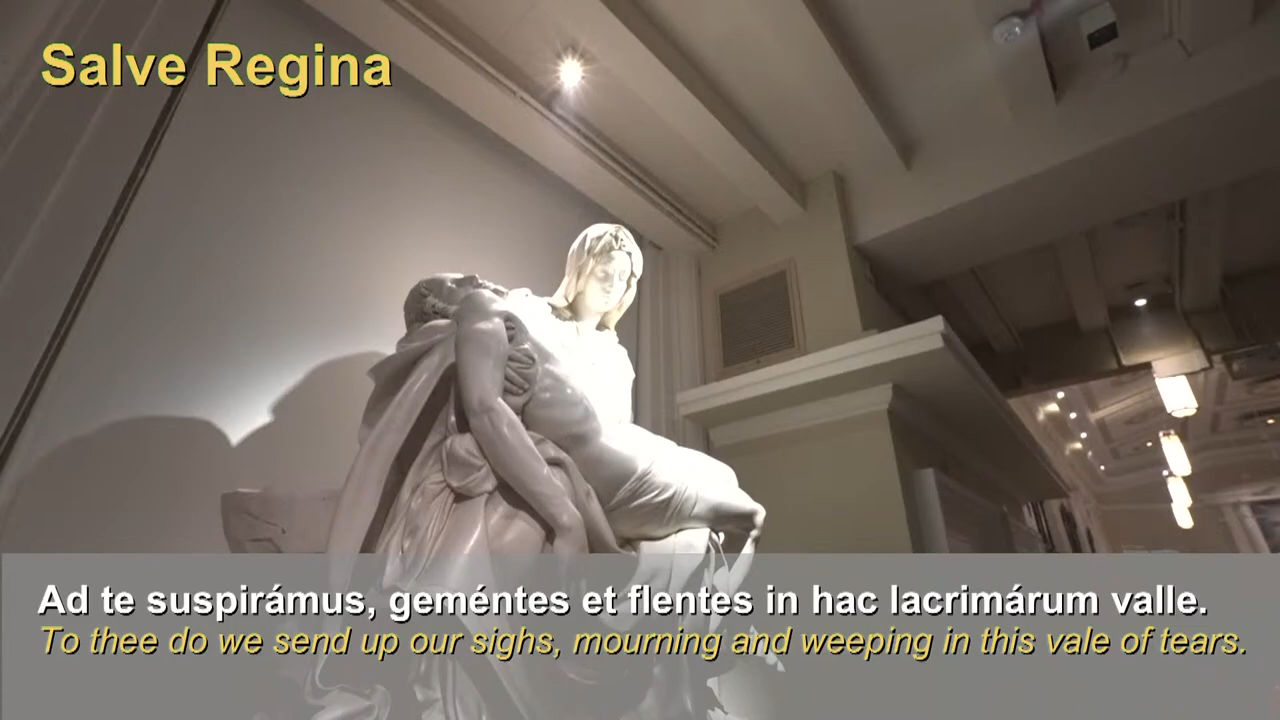 Salve Regina
Ad te suspirámus, geméntes et flentes in hac lacrimárum valle.
To thee do we send up our sighs, mourning and weeping in this vale of tears.